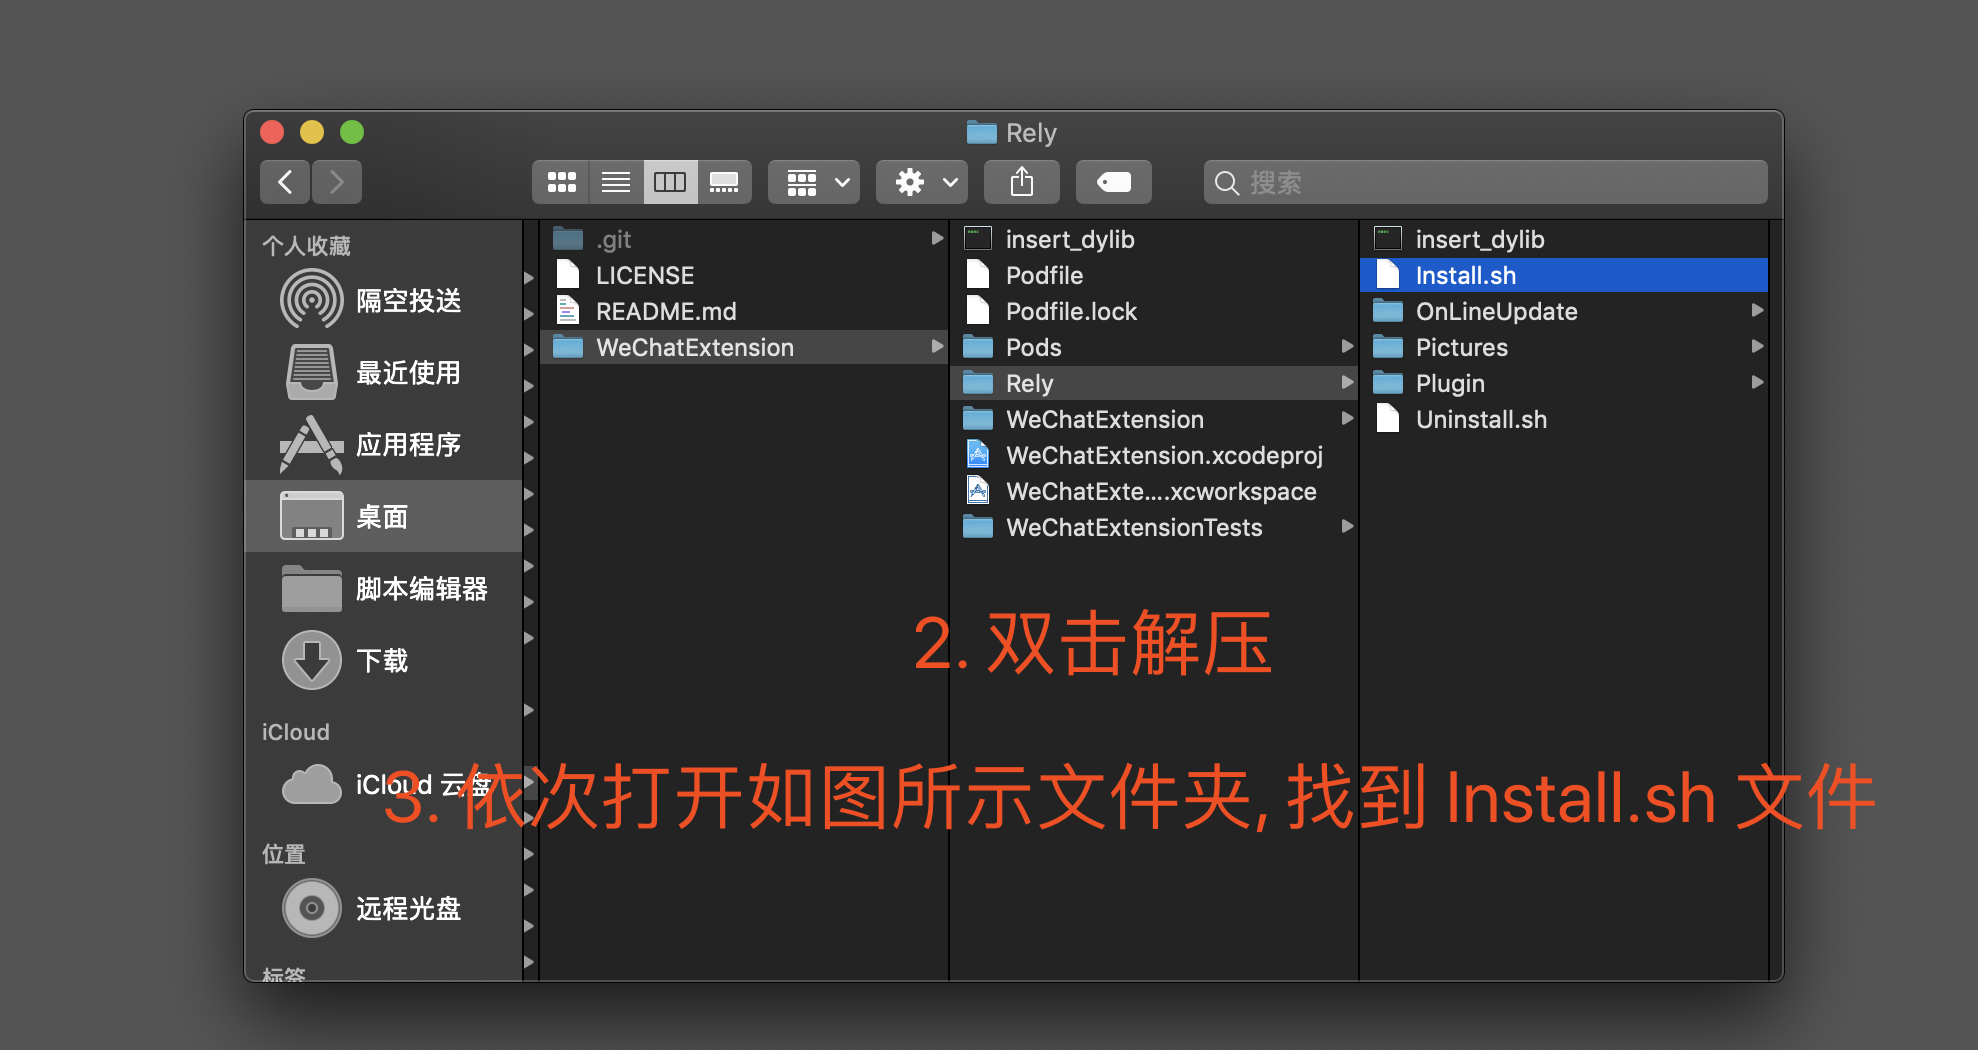 Rely
搜索
个人收藏
隔空投送
最近使用
应用程序
桌面
脚本编辑器
下载
iCloud
iCloud 云盘
位置
远程光盘
标签
.git
LICENSE
README.md
WeChatExtension
insert_dylib
Podfile
Podfile.lock
Pods
Rely
WeChatExtension
WeChatExtension.xcodeproj
WeChatExte....xcworkspace
WeChatExtensionTests
insert_dylib
Install.sh
OnLineUpdate
Pictures
Plugin
Uninstall.sh
2. 双击解压
3. 依次打开如图所示文件夹, 找到 Install.sh 文件